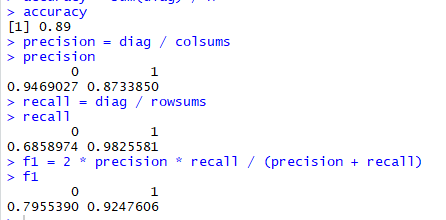 > accuracy
[1] 0.89
> precision = diag / colsums
> precision
0 1
0.9469027 0.8733850
> recall = diag / rowsums
> recall
0 1
0.6858974 0.9825581
> f1 = 2 * precision * recall / (precision + recall)
> f1
0 1
0.7955390 0.9247606